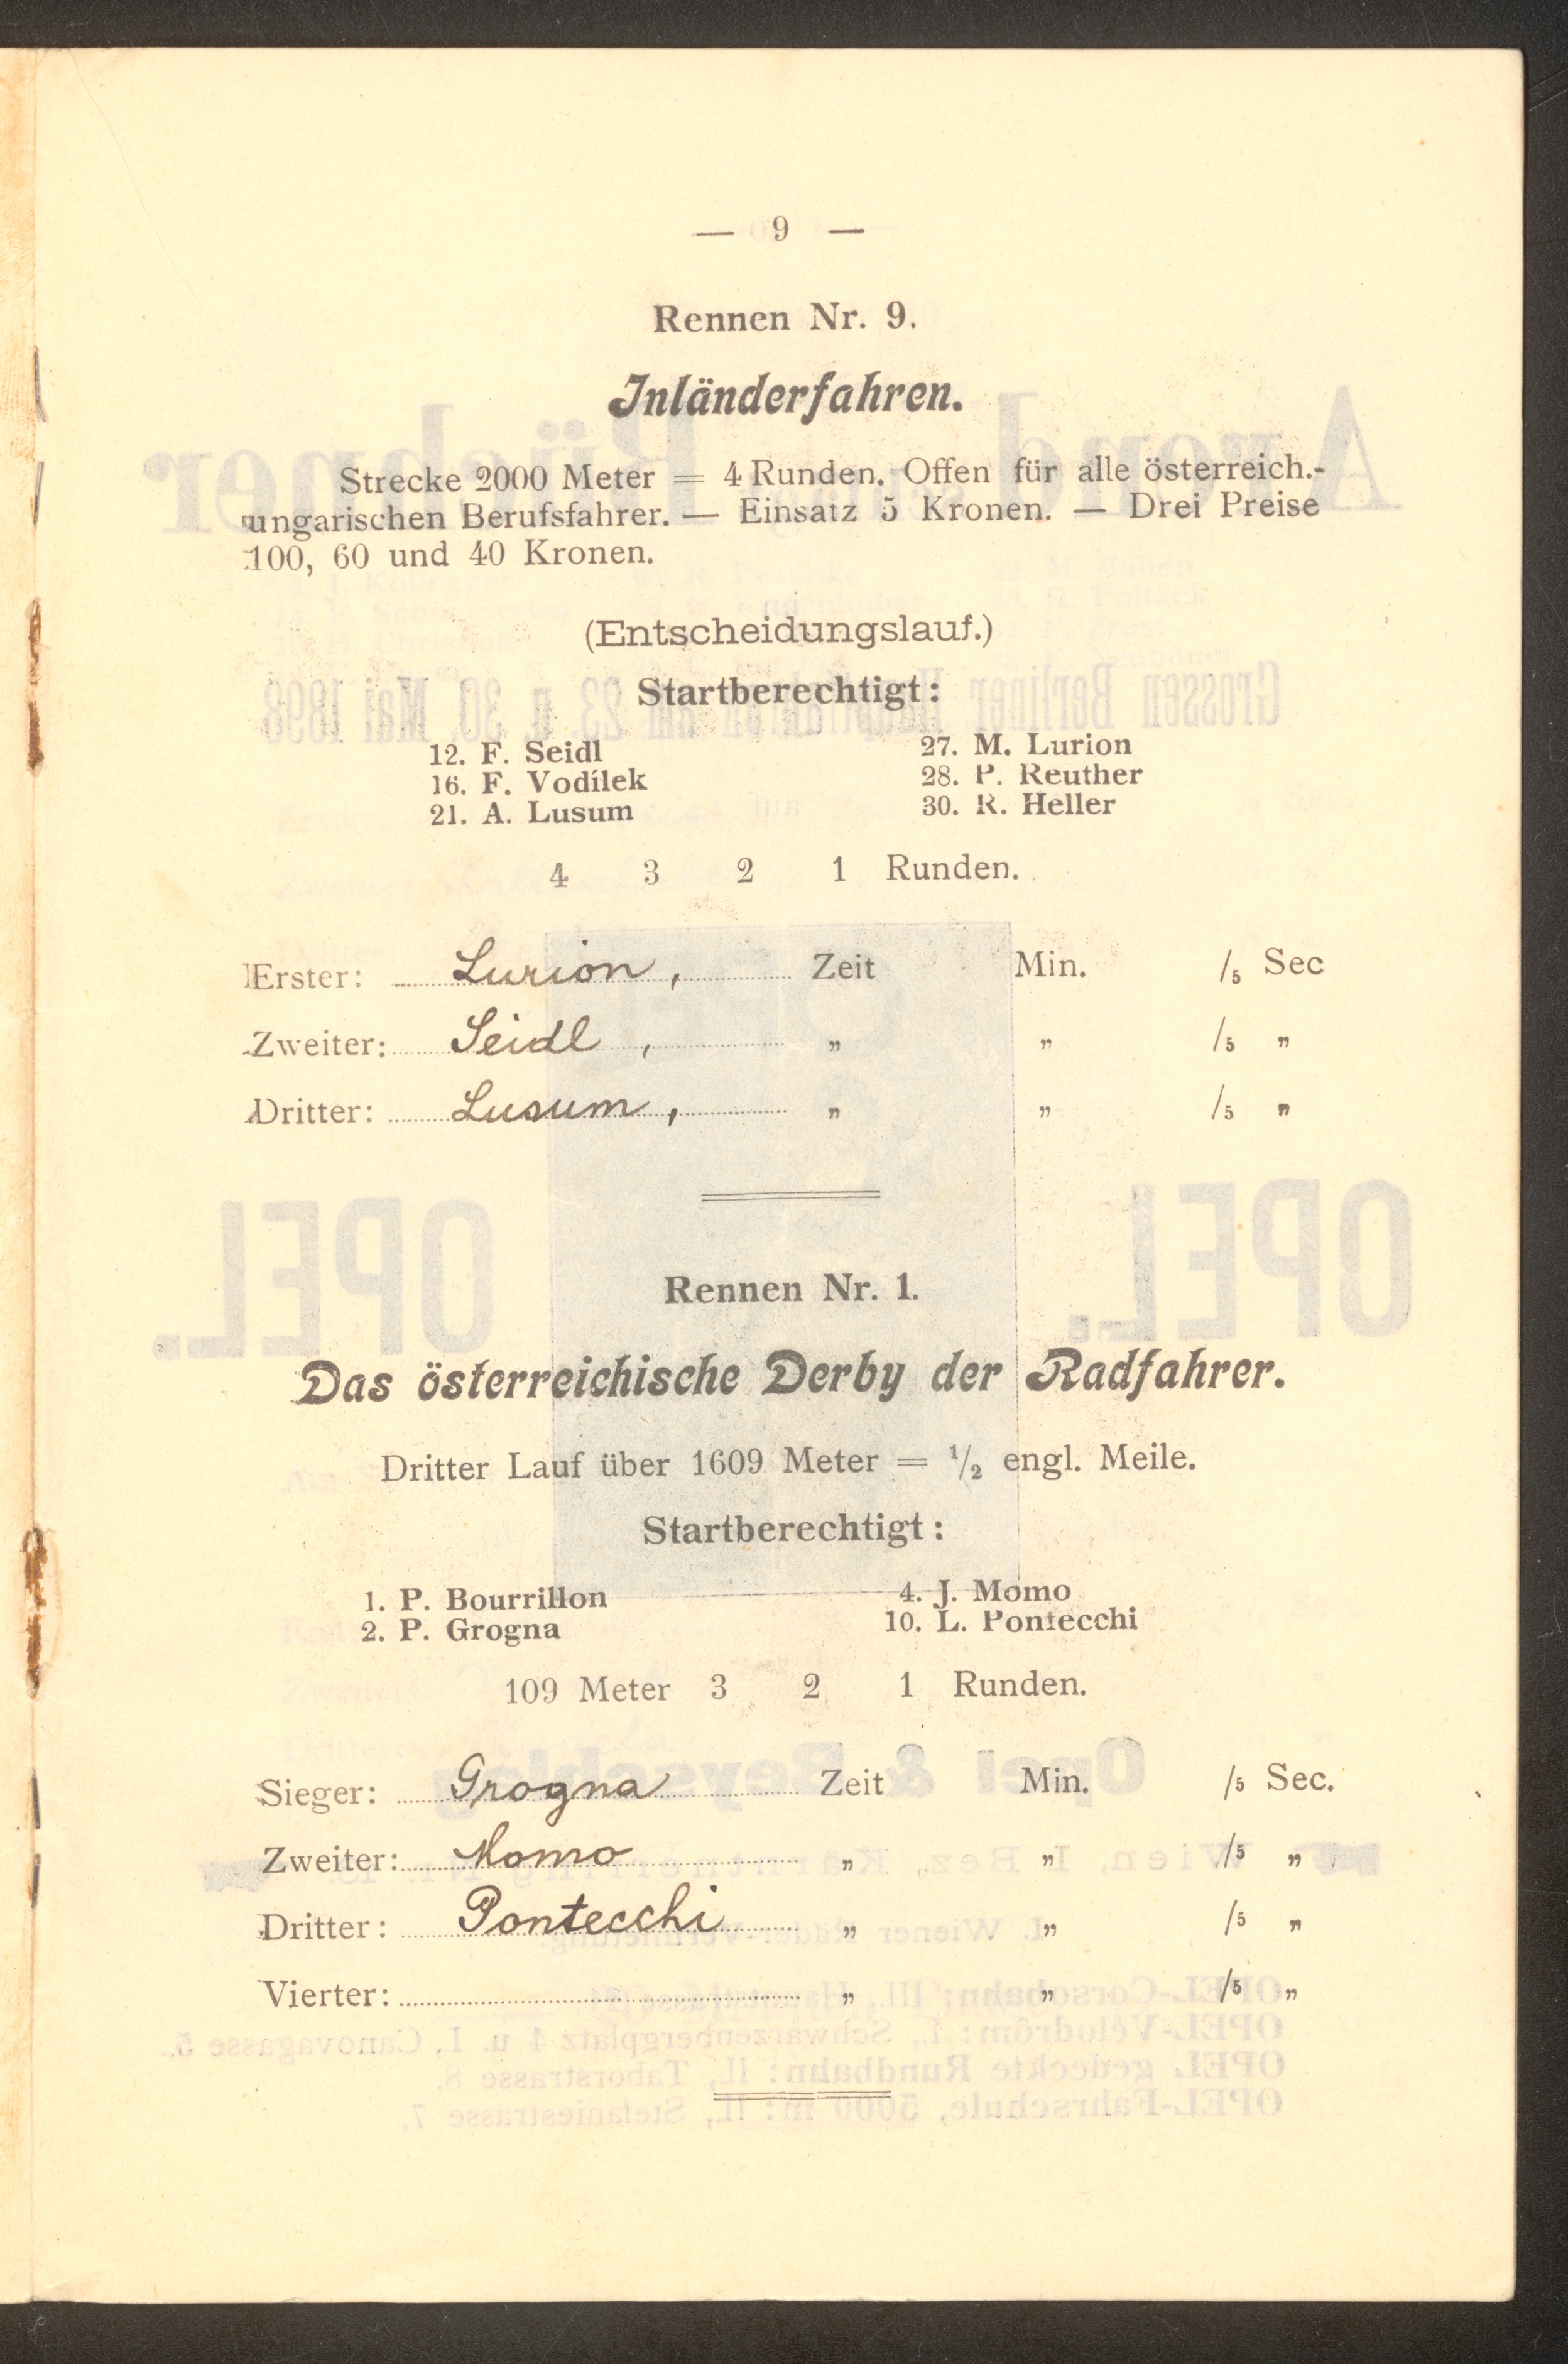 — 9 —
Rennen Nr. 9.
Inländerfahren.
Strecke 2000 Meter = 4 Runden. Offen für alle österreich.-
ungarischen Berufsfahrer. — Einsatz 5 Kronen. — Drei Preise
100, 60 und 40 Kronen.
(Entscheidungslauf.)
Startberechtigt:
12. F. Seidl 27. M. Lurion
16. F. Vodílek 28. P. Reuther
21. A. Lusum 30. R. Heller
4 3 2 1 Runden.
Erster: Lurion, Zeit Min. /5 Sec
Zweiter: Seidl, „ „ /5 „
Dritter: Lusum, „ „ /5 „
Rennen Nr. 1.
Das österreichische Derby der Radfahrer.
Dritter Lauf über 1609 Meter = 1/2 engl. Meile.
Startberechtigt:
1. P. Bourrillon 4. J. Momo
2. P. Grogna 10. L. Pontecchi
109 Meter 3 2 1 Runden.
Sieger: Grogna Zeit Min. /5 Sec.
Zweiter: Momo „ „ /5 „
Dritter: Pontecchi „ „ /5 „
Vierter: „ „ /5 „